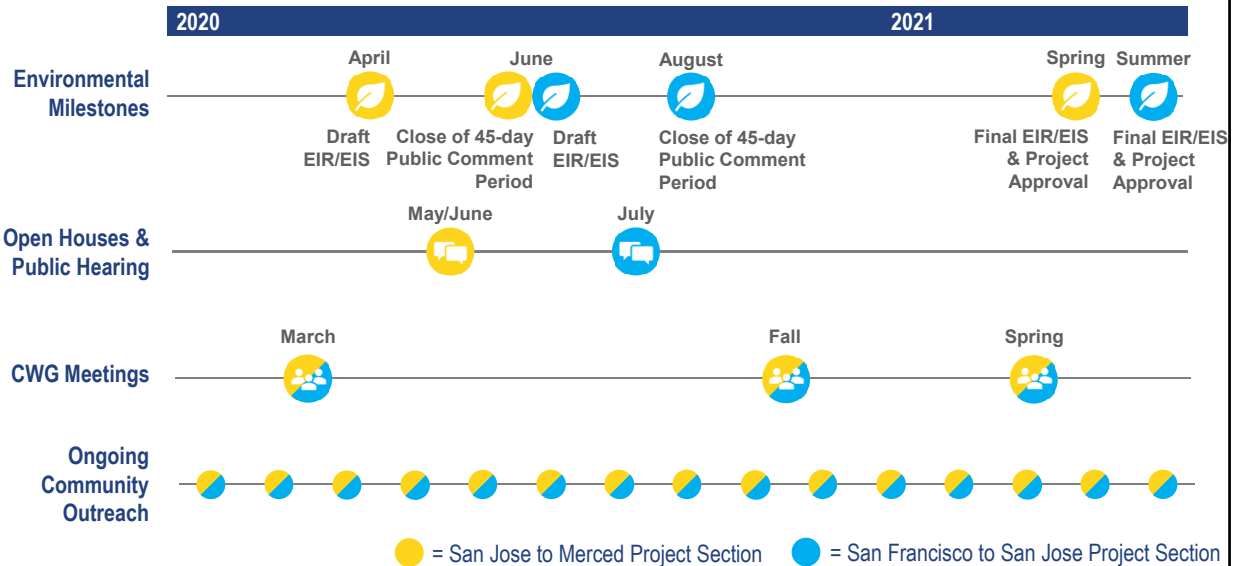 2020 2021
April June August Spring Summer
Environmental
Milestones
Draft
EIR/EIS
Close of 45-day
Public Comment
Period
Draft
EIR/EIS
Close of 45-day
Public Comment
Period
Final EIR/EIS
& Project
Approval
Final EIR/EIS
& Project
Approval
May/June July
Open Houses &
Public Hearing
March Fall Spring
CWG Meetings
Ongoing
Community
Outreach
= San Jose to Merced Project Section = San Francisco to San Jose Project Section